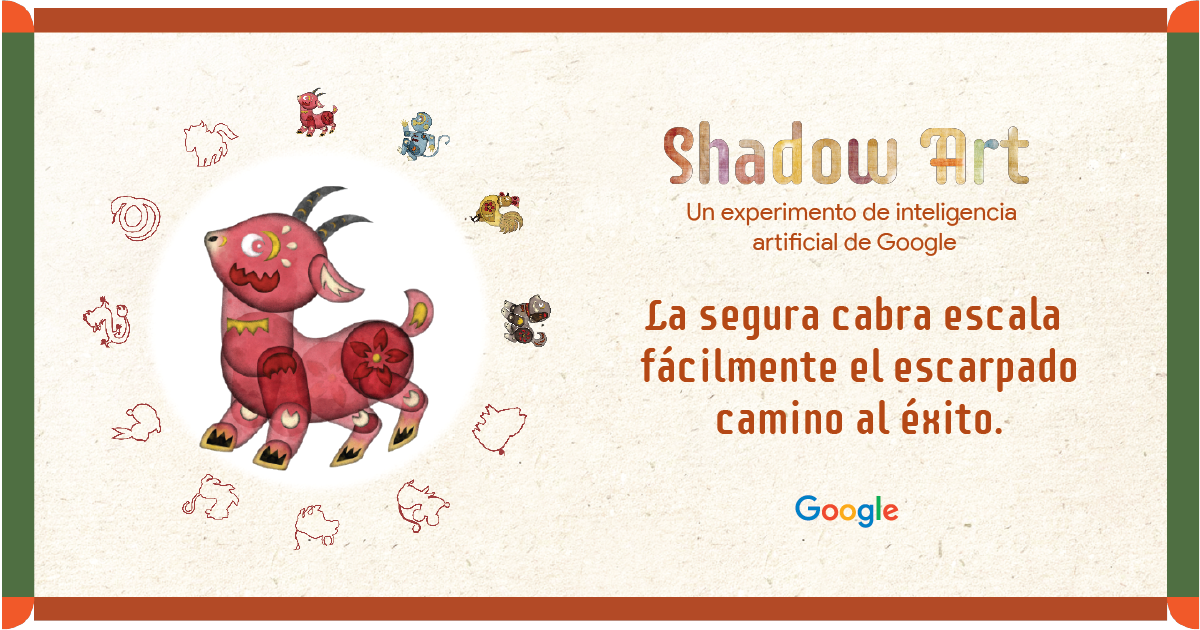 Shadow Art
Un experimento de inteligencia
artificial de Google
La segura cabra escala
fácilmente el escarpado
camino al éxito.
Google